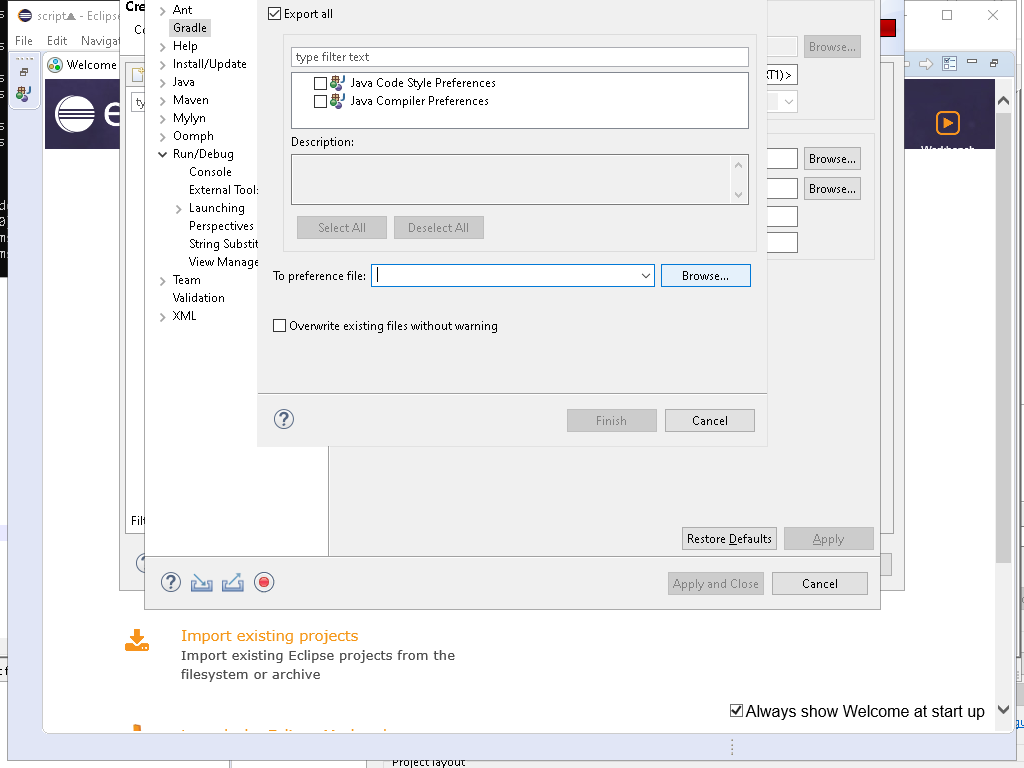 Cre
Ant
Export all
script▲ - Eclipse
Gradle
File Edit Navigat
Help
Browse...
type filter text
Welcome
Install/Update
T1)>
Java
Java Code Style Preferences
Maven
Java Compiler Preferences
ty
Mylyn
Oomph
Description:
Run/Debug
Browse...
Console
External Tools
Browse...
Launching
Perspectives
Select All Deselect All
String Substit
View Manage
To preference file: Browse...
Team
Validation
XML
Overwrite existing files without warning
Finish Cancel
Filt
Restore Defaults Apply
Apply and Close Cancel
Import existing projects
Import existing Eclipse projects from the
filesystem or archive
Always show Welcome at start up
Project layout